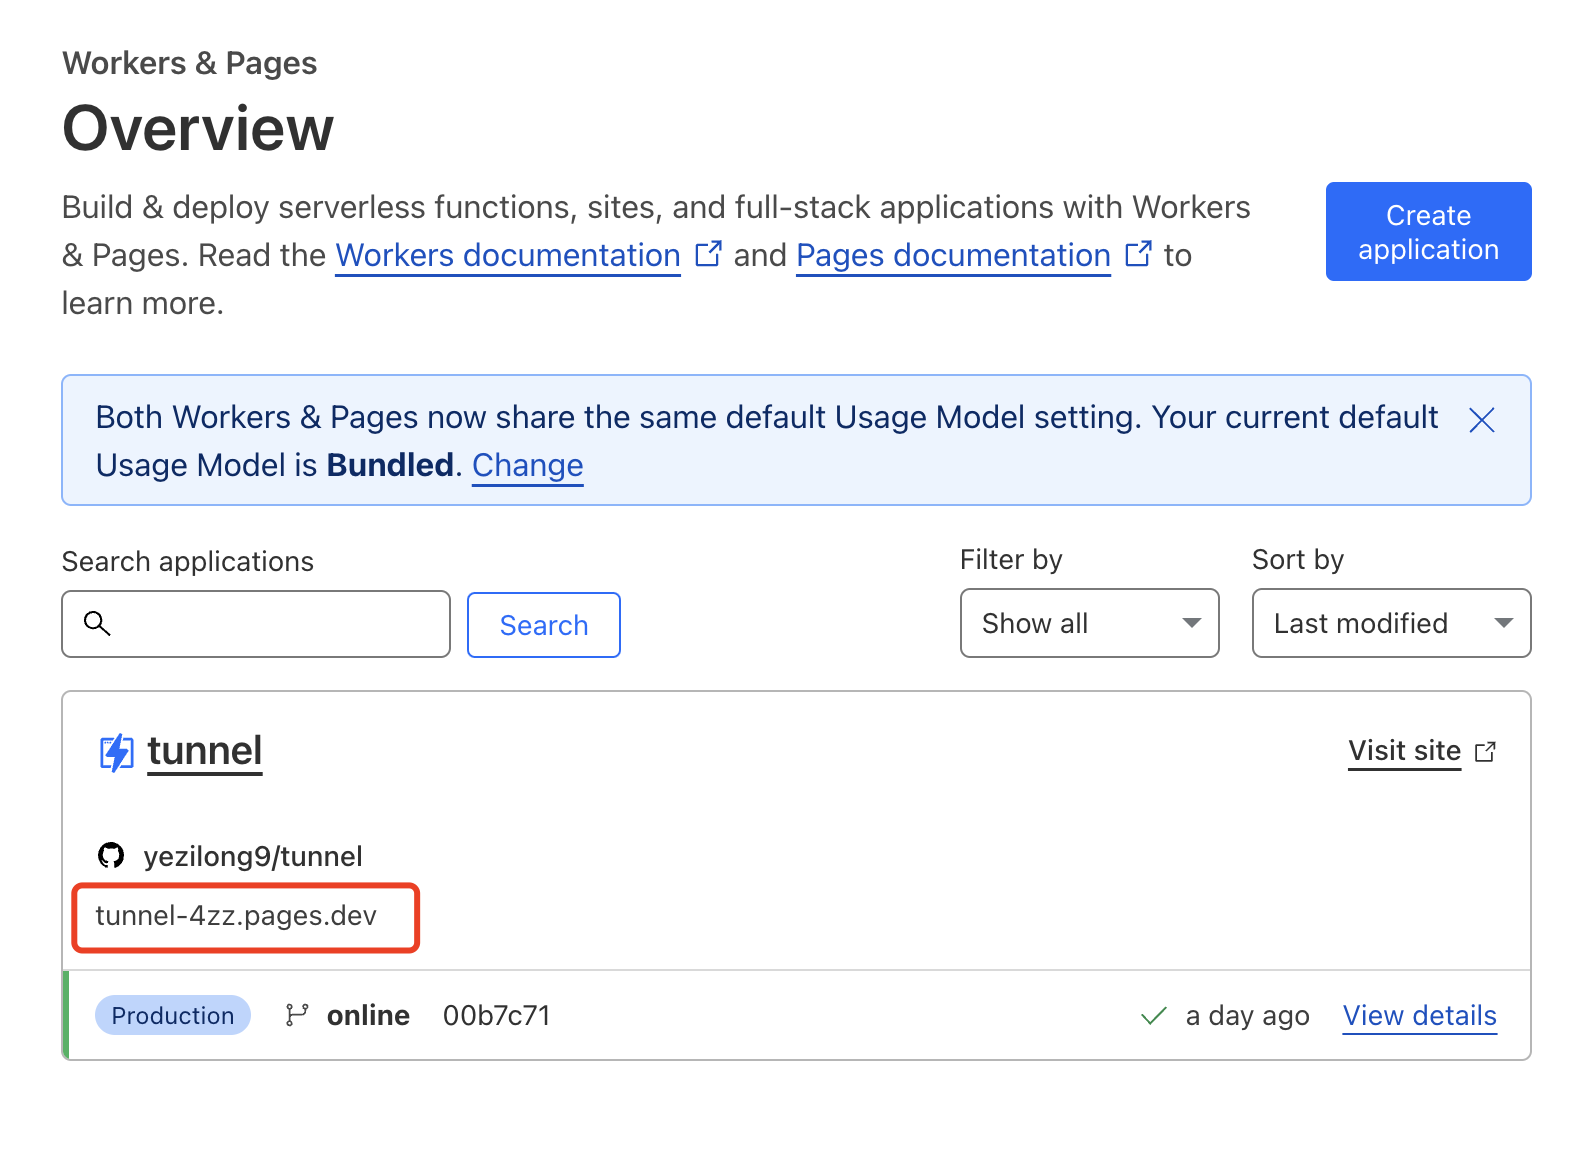 Workers & Pages
Overview
Build & deploy serverless functions, sites, and full-stack applications with Workers
& Pages. Read the Workers documentation and Pages documentation to
learn more.
Create
application
Both Workers & Pages now share the same default Usage Model setting. Your current default
Usage Model is Bundled. Change
Search applications
Search
Filter by
Show all
Sort by
Last modified
tunnel
Visit site
yezilong9/tunnel
tunnel-4zz.pages.dev
Production online 00b7c71
a day ago View details